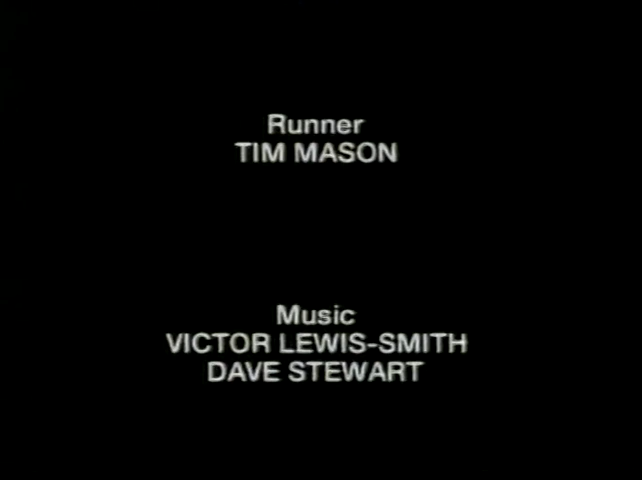 Runner
TIM MASON
Music
VICTOR LEWIS-SMITH
DAVE STEWART